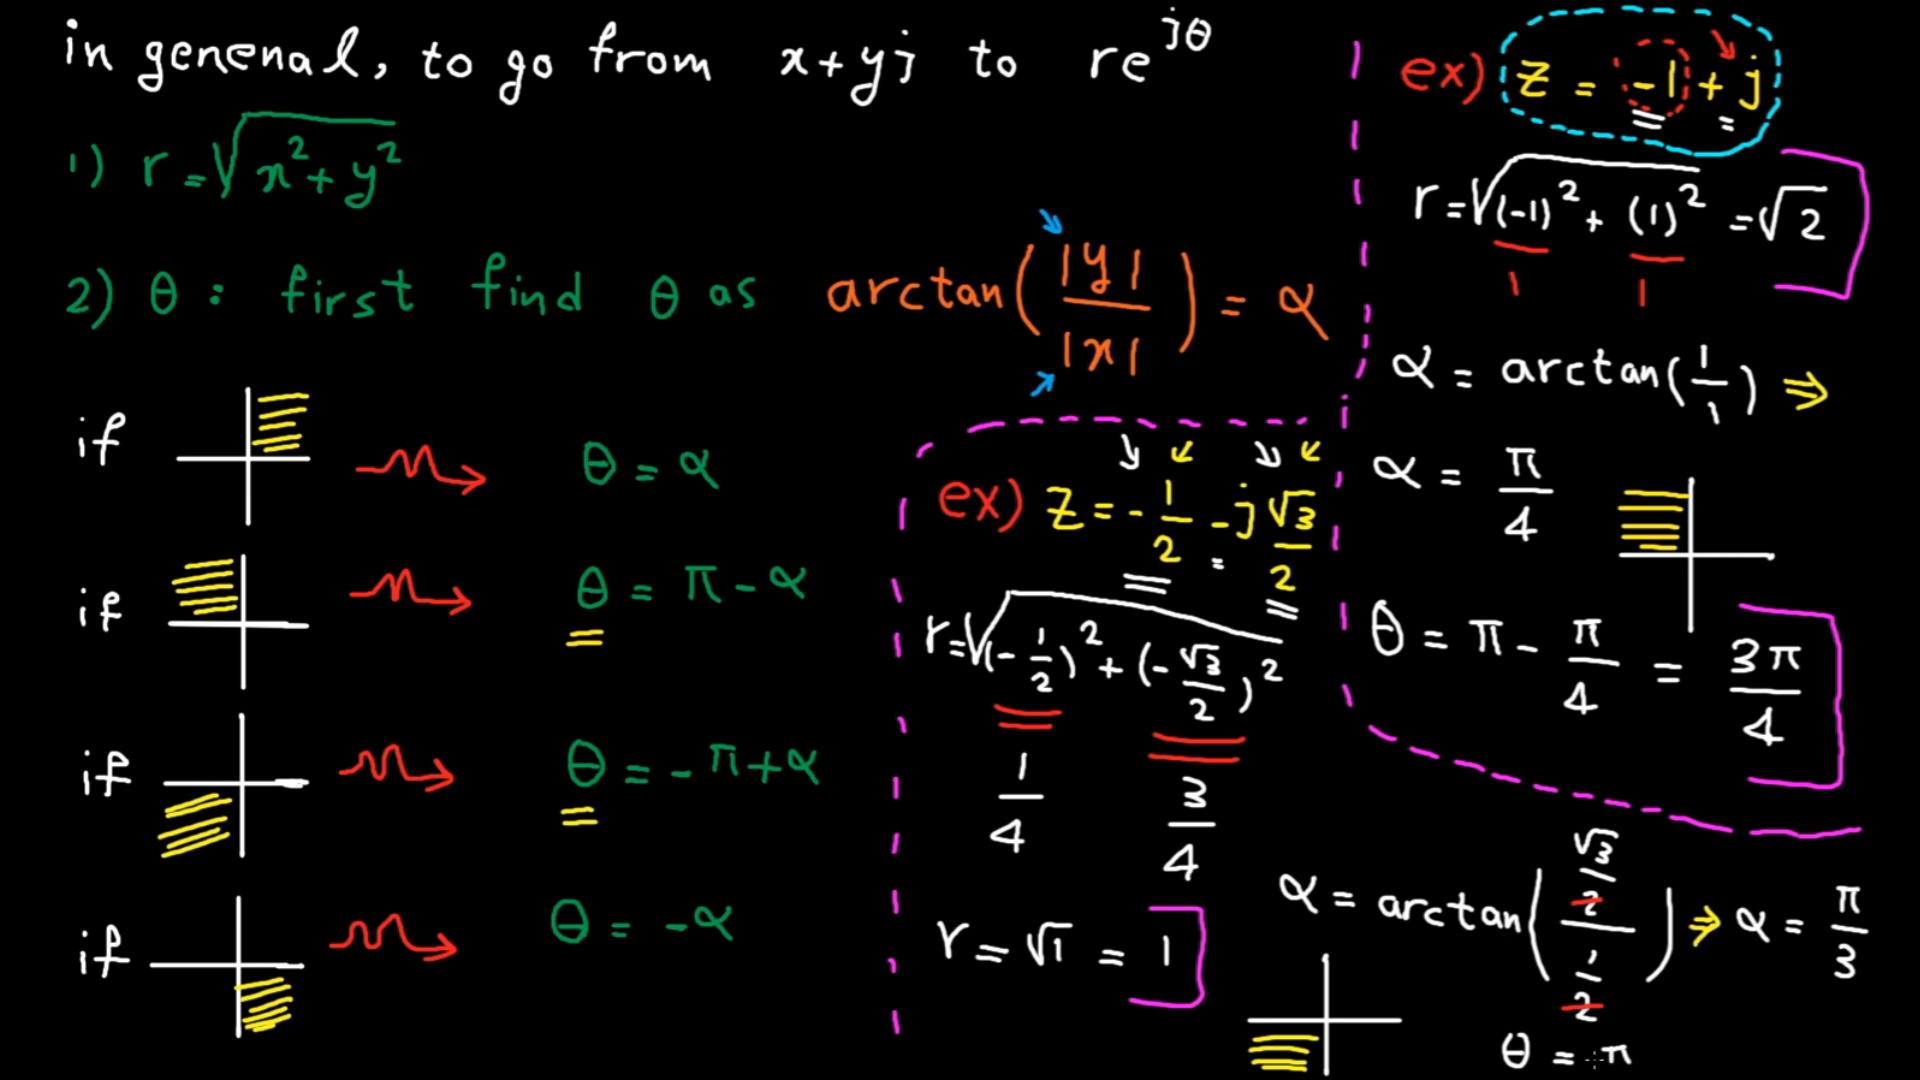 in general, to go from x+yj to re^jθ
1) r=√x²+y²
2) θ: first find θ as arctan(|y|/|x|) = α
if θ = α
if θ = π-α
if θ = -π+α
if θ = -α
ex) z=-1/2-j√3/2
r=√(-1/2)²+(-√3/2)²
1/4 3/4
r=√1 = 1
ex) z = -1+j
r=√(-1)²+(1)² =√2
1 1
α = arctan(1/1) ⇒
α = π/4
θ = π-π/4 = 3π/4
α = arctan(√3/2/1/2) ⇒ α = π/3
θ = -π